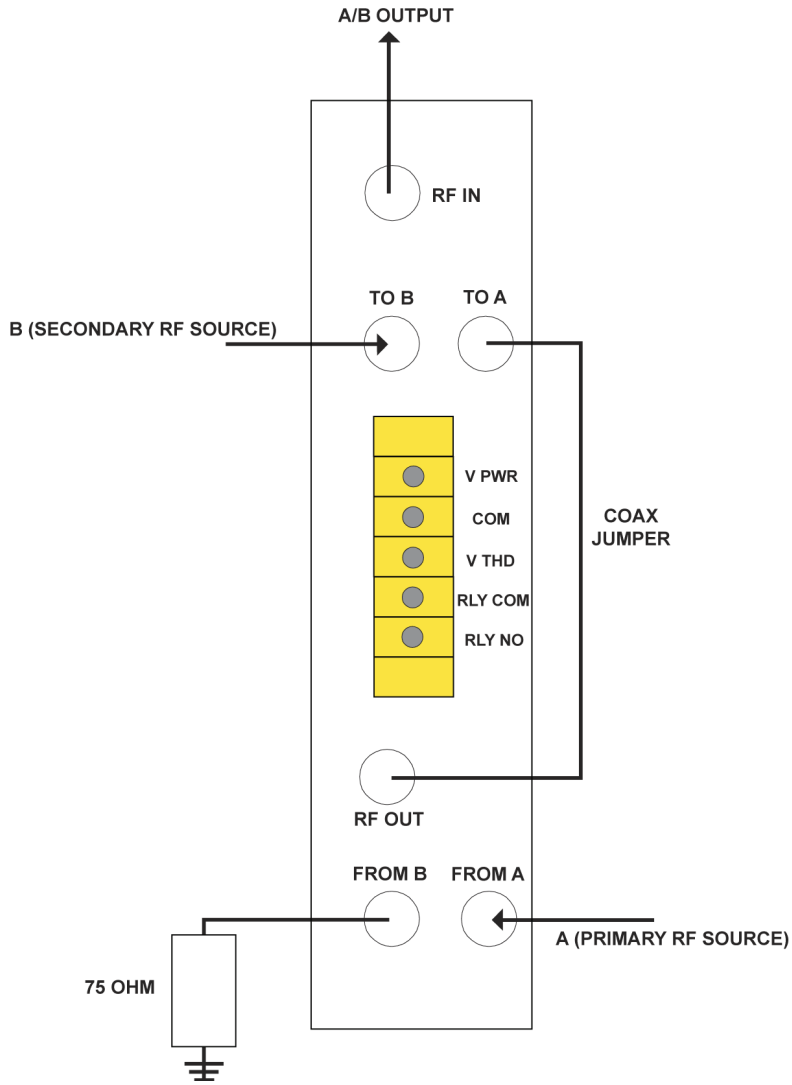 A/B OUTPUT
RF IN
TO B
TO A
B (SECONDARY RF SOURCE)
V PWR
COM
V THD
RLY COM
RLY NO
COAX
JUMPER
RF OUT
FROM B
FROM A
A (PRIMARY RF SOURCE)
75 OHM